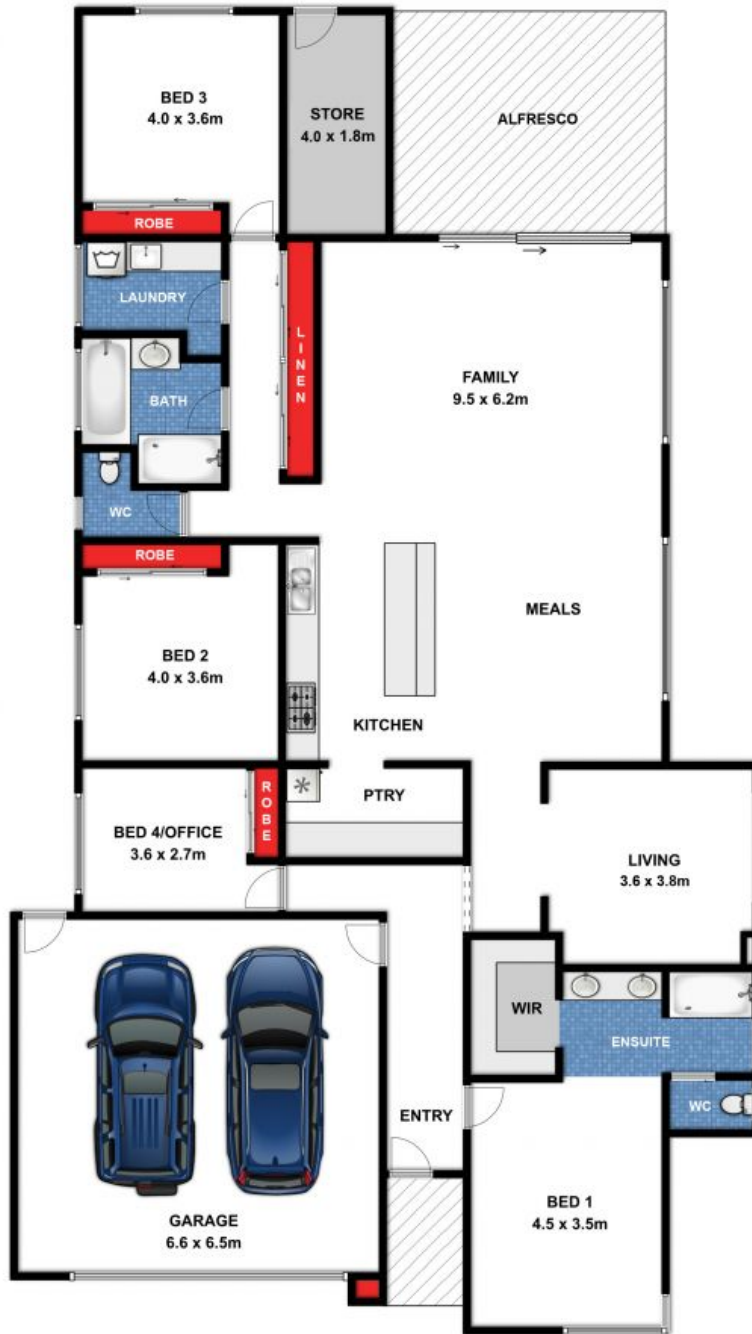 BED 3
4.0 x 3.6m
STORE
4.0 x 1.8m
ALFRESCO
ROBE
LAUNDRY
LINEN
FAMILY
9.5 x 6.2m
BATH
WC
ROBE
MEALS
BED 2
4.0 x 3.6m
KITCHEN
PTRY
ROBE
BED 4/OFFICE
3.6 x 2.7m
LIVING
3.6 x 3.8m
WIR
ENSUITE
WC
ENTRY
BED 1
4.5 x 3.5m
GARAGE
6.6 x 6.5m